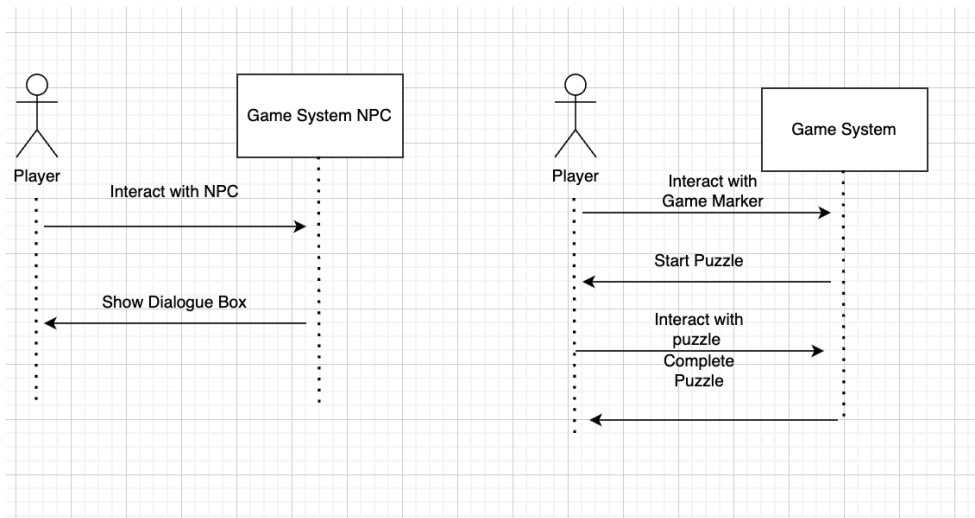 Game System NPC
Player
Interact with NPC
Show Dialogue Box
Game System
Player
Interact with
Game Marker
Start Puzzle
Interact with
puzzle
Complete
Puzzle